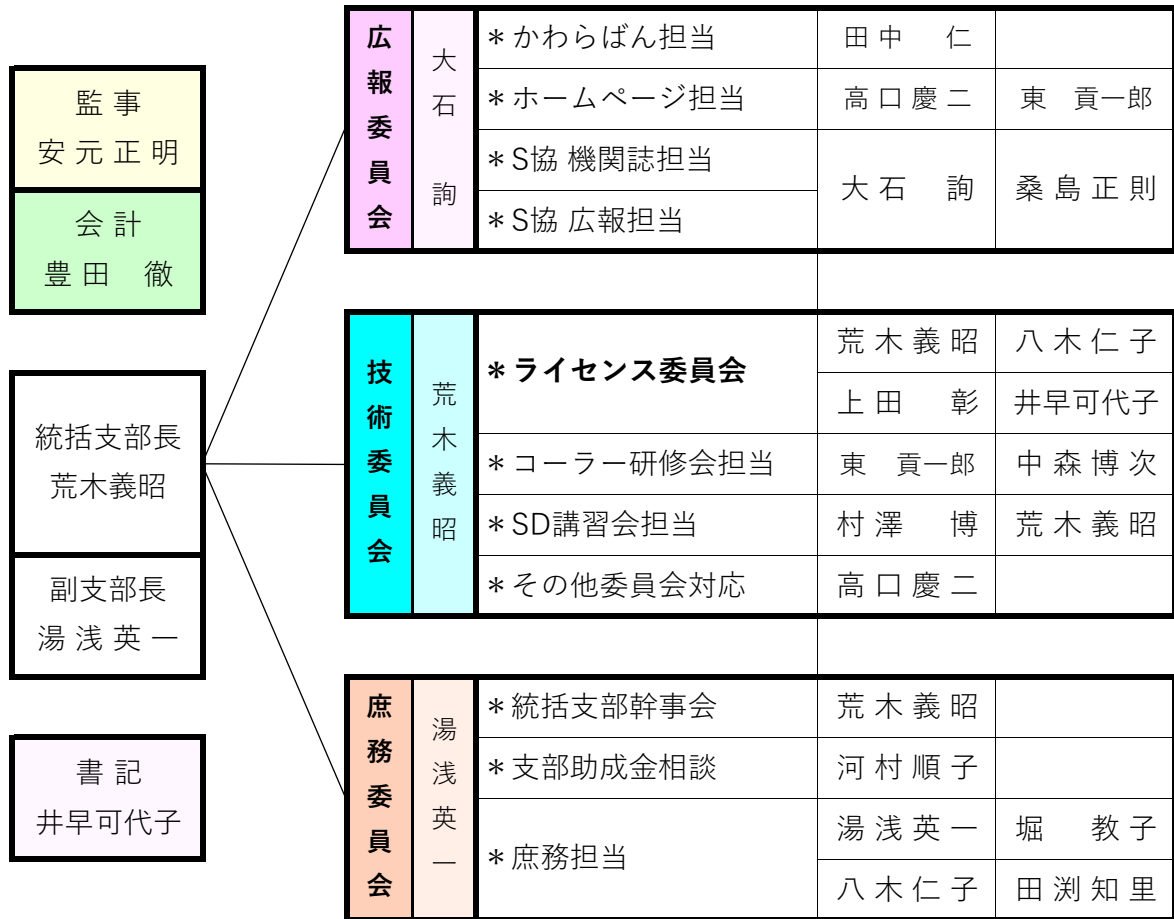 監事
安元正明
会計
豊田 徹
統括支部長
荒木義昭
副支部長
湯浅英一
書記
井早可代子
広報委員会
大石 詢
＊かわらばん担当 田中 仁
＊ホームページ担当 高口慶二 東 貢一郎
＊S協 機関誌担当
大石 詢 桑島正則
＊S協 広報担当
技術委員会
荒木義昭
＊ライセンス委員会
荒木義昭 八木仁子
上田 彰 井早可代子
＊コーラー研修会担当 東 貢一郎 中森博次
＊SD講習会担当 村澤 博 荒木義昭
＊その他委員会対応 高口慶二
庶務委員会
湯浅英一
＊統括支部幹事会 荒木義昭
＊支部助成金相談 河村順子
＊庶務担当
湯浅英一 堀 教子
八木仁子 田渕知里